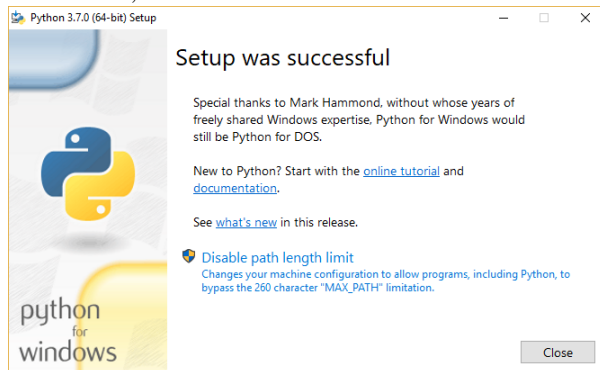 Python 3.7.0 (64-bit) Setup
Setup was successful
Special thanks to Mark Hammond, without whose years of
freely shared Windows expertise, Python for Windows would
still be Python for DOS.
New to Python? Start with the online tutorial and
documentation.
See what's new in this release.
Disable path length limit
Changes your machine configuration to allow programs, including Python, to
bypass the 260 character "MAX_PATH" limitation.
python
for
windows
Close